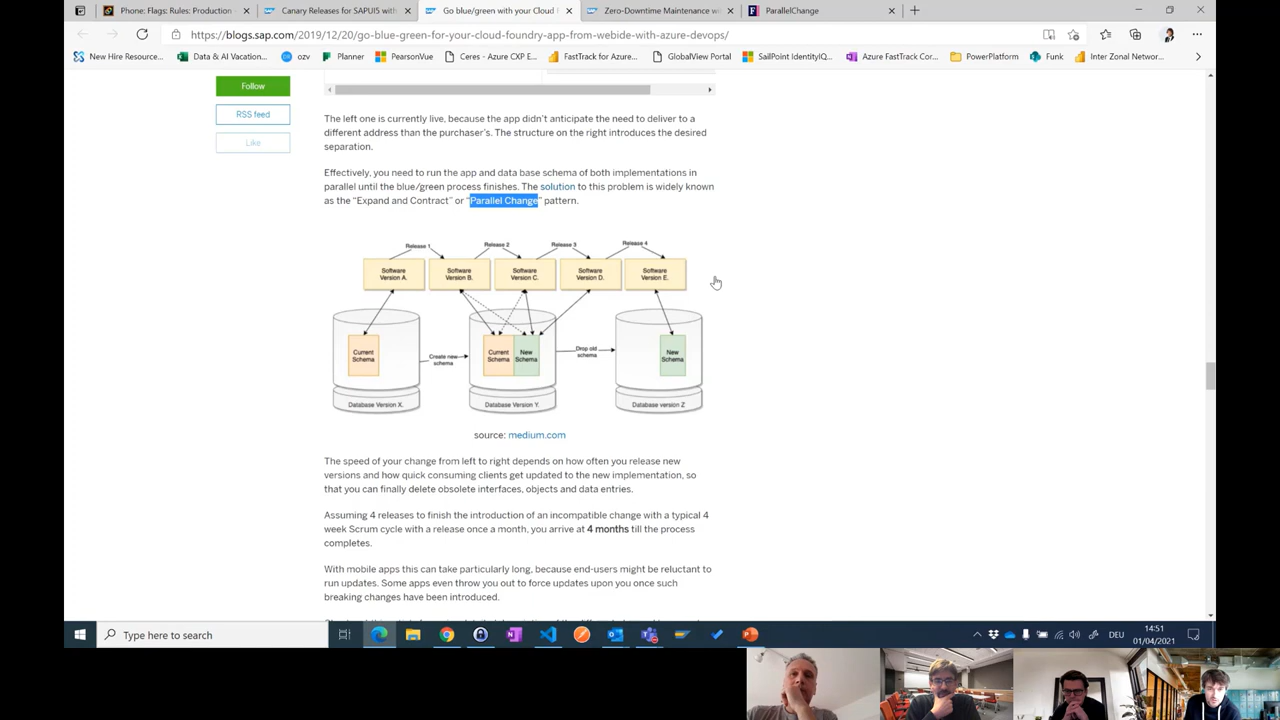 Phone: Flags: Rules: Production
Canary Releases for SAPUI5 with
Go blue/green with your Cloud F
Zero-Downtime Maintenance w
ParallelChange
https://blogs.sap.com/2019/12/20/go-blue-green-for-your-cloud-foundry-app-from-webide-with-azure-devops/
New Hire Resource...
Data & AI Vacation...
ozv
Planner
PearsonVue
Ceres - Azure CXP E...
FastTrack for Azure...
GlobalView Portal
SailPoint IdentityIQ...
Azure FastTrack Cor...
PowerPlatform
Funk
Inter Zonal Networ...
Follow
RSS feed
Like
The left one is currently live, because the app didn't anticipate the need to deliver to a
different address than the purchaser's. The structure on the right introduces the desired
separation.
Effectively, you need to run the app and data base schema of both implementations in
parallel until the blue/green process finishes. The solution to this problem is widely known
as the "Expand and Contract" or "Parallel Change" pattern.
Release 1
Release 2
Release 3
Release 4
Software
Version A.
Software
Version B.
Software
Version C.
Software
Version D.
Software
Version E.
Current
Schema
Create new
schema
Current
Schema
New
Schema
Drop old
schema
New
Schema
Database Version X.
Database Version Y.
Database version Z
source: medium.com
The speed of your change from left to right depends on how often you release new
versions and how quick consuming clients get updated to the new implementation, so
that you can finally delete obsolete interfaces, objects and data entries.
Assuming 4 releases to finish the introduction of an incompatible change with a typical 4
week Scrum cycle with a release once a month, you arrive at 4 months till the process
completes.
With mobile apps this can take particularly long, because end-users might be reluctant to
run updates. Some apps even throw you out to force updates upon you once such
breaking changes have been introduced.
Type here to search
DEU
14:51
01/04/2021